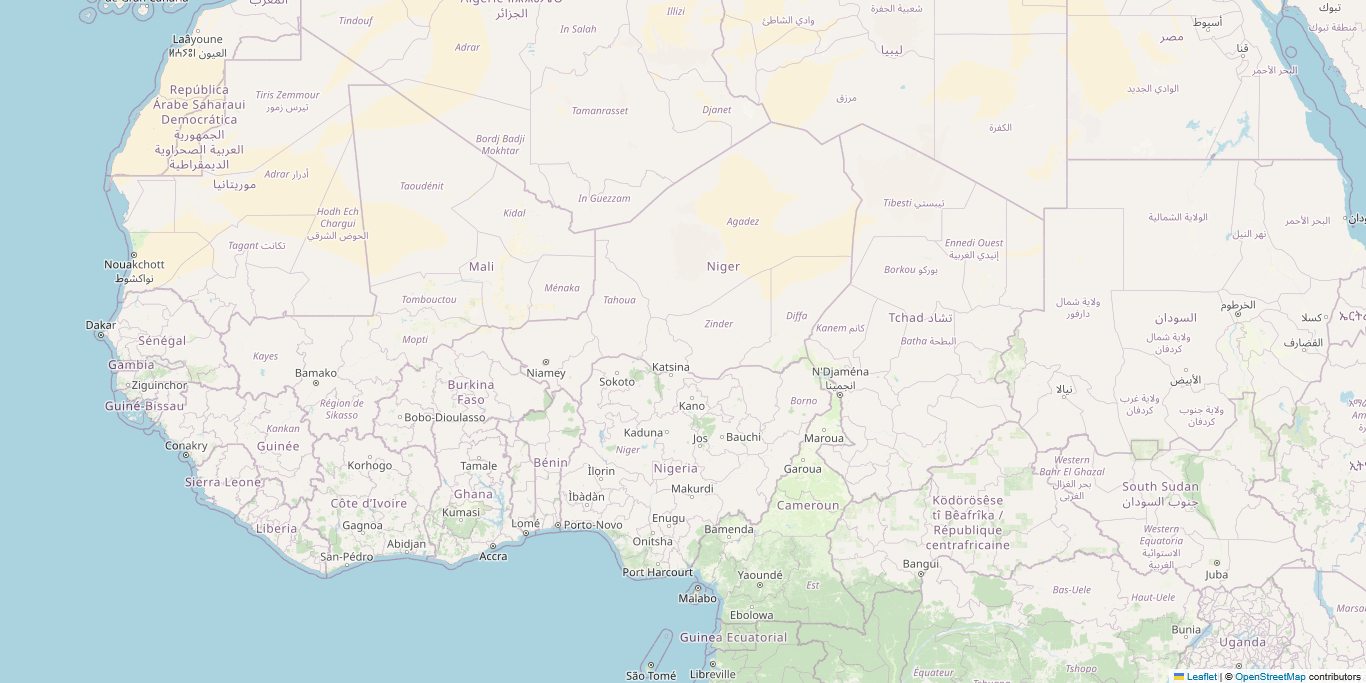 de Gran Canaria
المغرب
الجزائر
Tindouf
In Salah
Illizi
وادي الشاطئ
شعبية الجفرة
أسيوط
تبوك
منطقة تبوك
Laâyoune
العيون
Adrar
ليبيا
مصر
قنا
البحر الأحمر
República
Árabe Saharaui
Democrática
الجمهورية
العربية الصحراوية
الديمقراطية
Tiris Zemmour
تيرس زمور
Tamanrasset
Djanet
مرزق
الوادي الجديد
الكفرة
Bordj Badji
Mokhtar
Adrar أدرار
موريتانيا
Taoudénit
Kidal
In Guezzam
Hodh Ech
Chargui
الحوض الشرقي
Agadez
Tibesti تيبستي
الولاية الشمالية
البحر الأحمر
نهر النيل
Tagant تكانت
Nouakchott
نواكشوط
Mali
Niger
Ennedi Ouest
إنيدي الغربية
Borkou بوركو
Ménaka
Tombouctou
Tahoua
Zinder
Diffa
Kanem كانم
Tchad تشاد
Batha البطحة
ولاية شمال
دارفور
السودان
الخرطوم
كسلا
القضارف
ولاية شمال
كردفان
Dakar
Sénégal
Gambia
Ziguinchor
Guiné-Bissau
Kayes
Mopti
Bamako
Niamey
Katsina
Sokoto
N'Djaména
انجمينا
الأبيض
نيالا
ولاية غرب
كردفان
ولاية جنوب
كردفان
Burkina
Faso
Région de
Sikasso
Bobo-Dioulasso
Kano
Borno
Kankan
Guinée
Conakry
Kaduna
Jos
Bauchi
Niger
Maroua
Sierra Leone
Korhogo
Tamale
Bénin
Ìlorin
Nigeria
Garoua
Western
Bahr El Ghazal
بحر الغزال
الغربي
South Sudan
جنوب السودان
Côte d’Ivoire
Ghana
Kumasi
Ìbàdàn
Makurdi
Cameroun
Ködörösêse
tî Bêafrîka /
République
centrafricaine
Liberia
Gagnoa
Lomé
Porto-Novo
Enugu
Bamenda
Onitsha
Western
Equatoria
الاستوائية
الغربية
San-Pédro
Abidjan
Accra
Port Harcourt
Yaoundé
Est
Bangui
Juba
Malabo
Ebolowa
Bas-Uele
Haut-Uele
Guinea Ecuatorial
Bunia
Uganda
São Tomé
Libreville
Équateur
Tshopo
Leaflet | © OpenStreetMap contributors